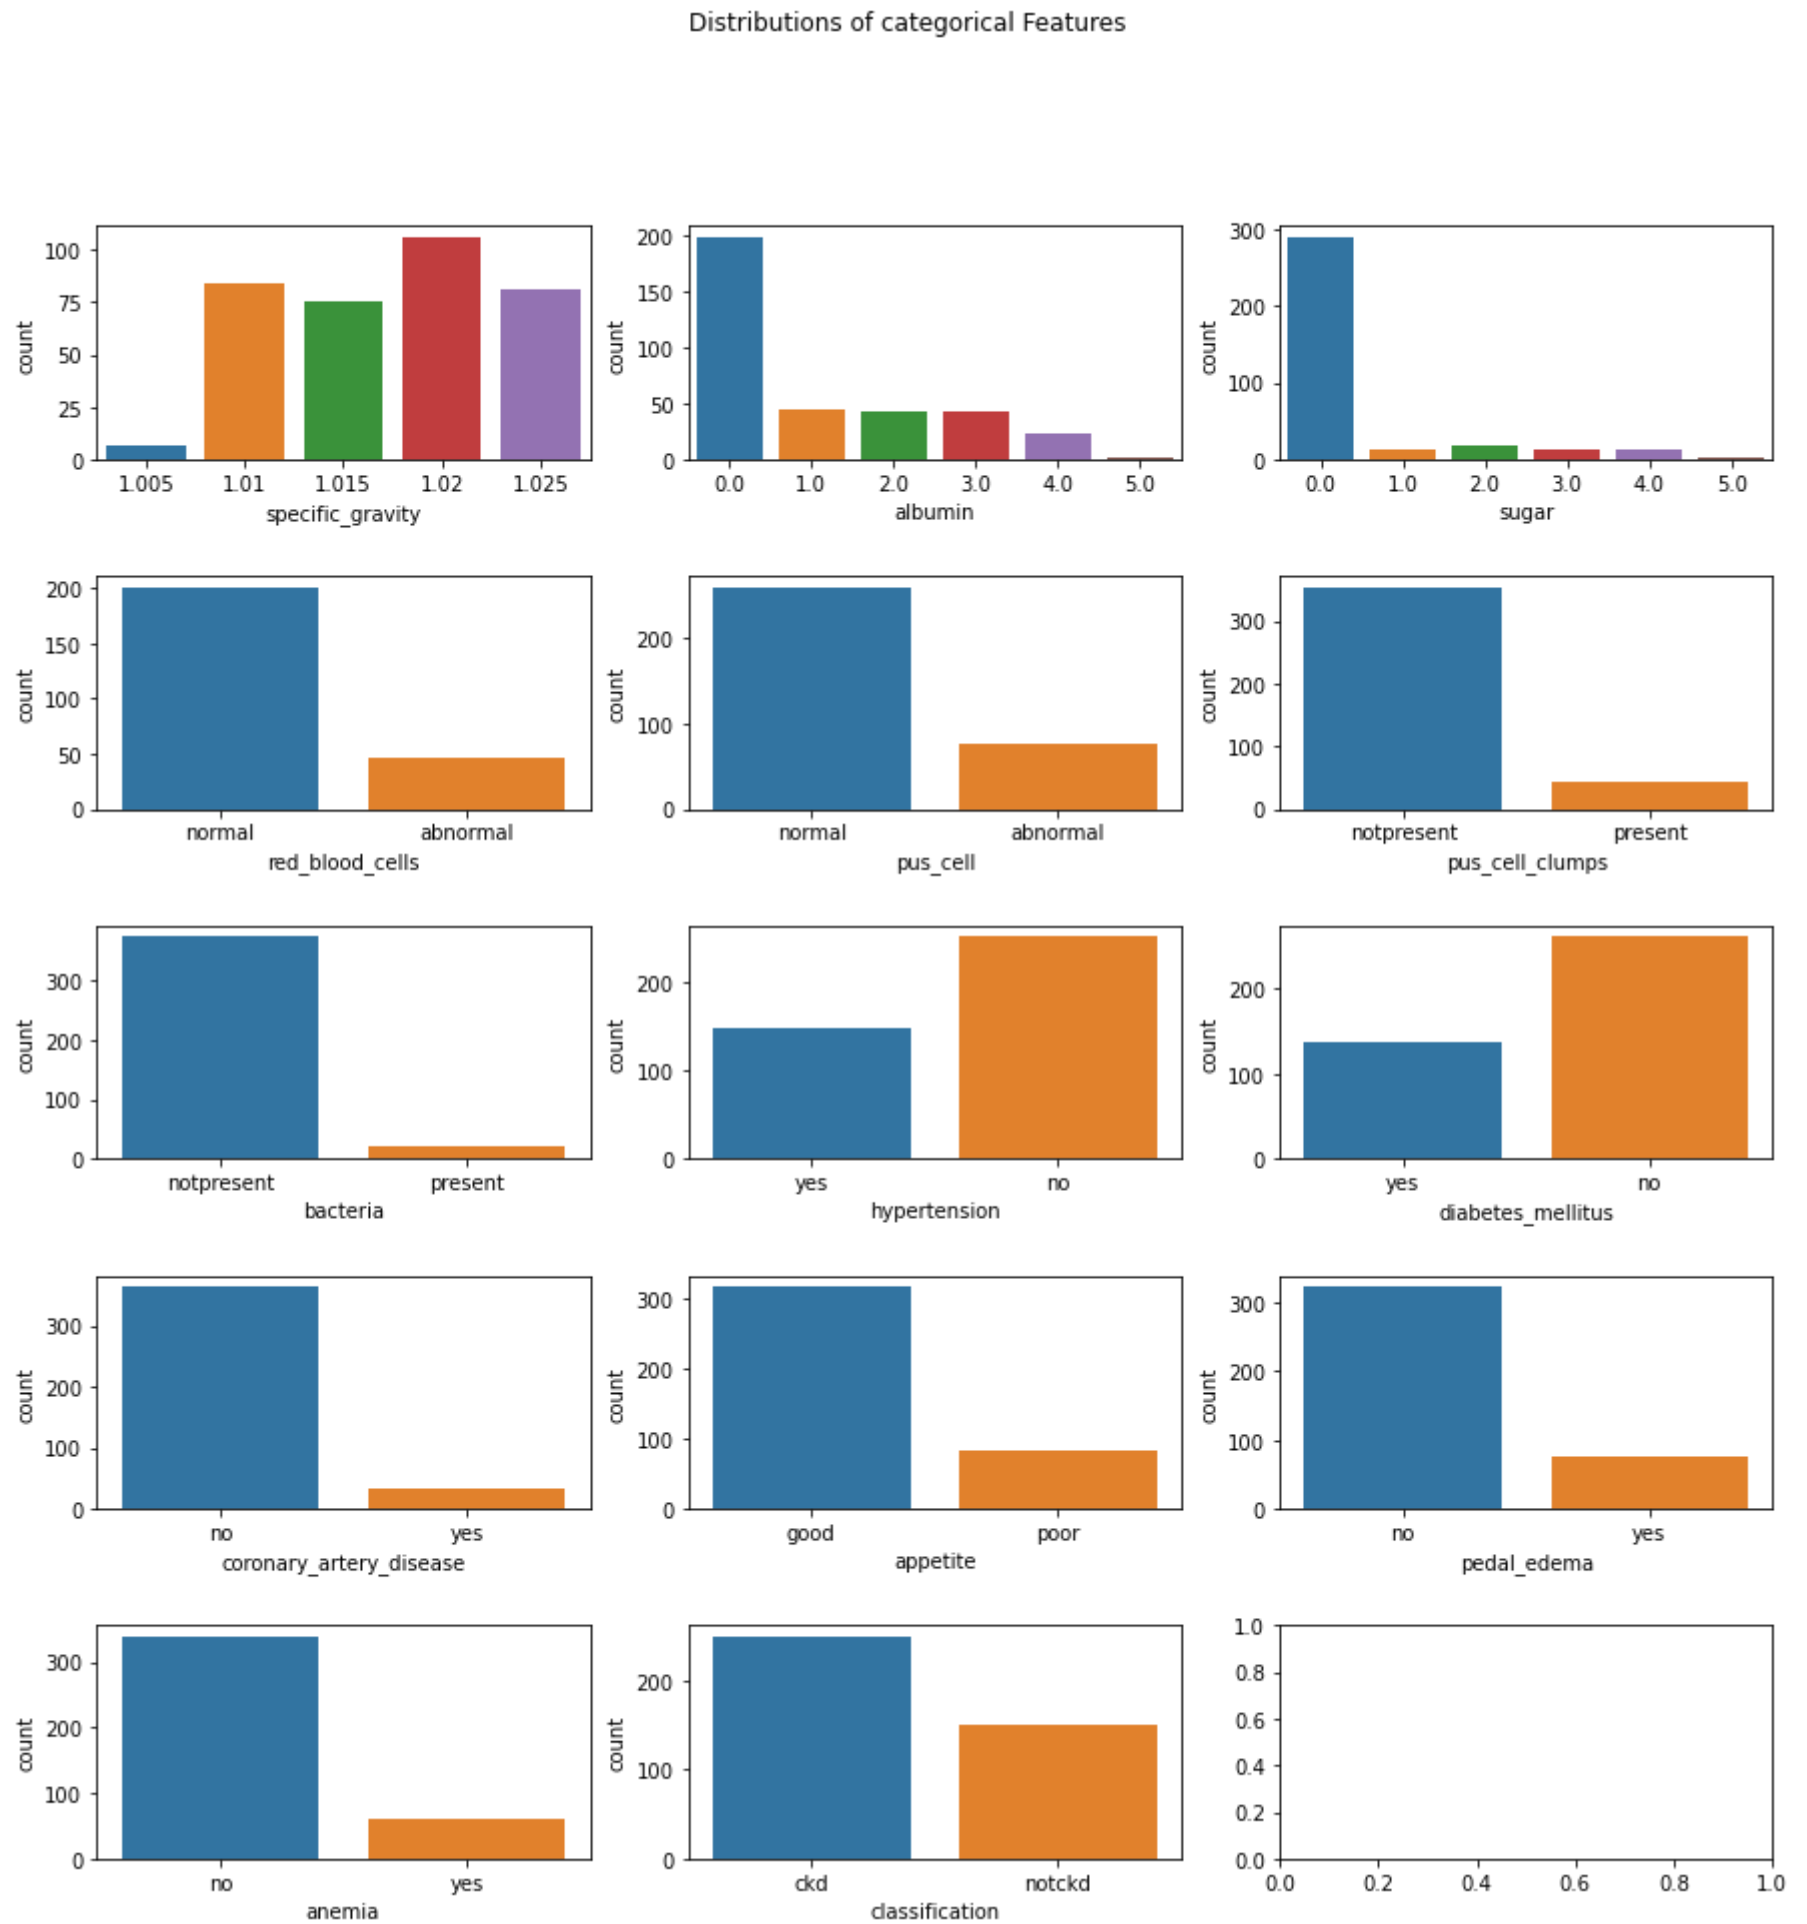 Distributions of categorical Features
100
75
50
25
0
count
1.005 1.01 1.015 1.02 1.025
specific_gravity
200
150
100
50
0
count
0.0 1.0 2.0 3.0 4.0 5.0
albumin
300
200
100
0
count
0.0 1.0 2.0 3.0 4.0 5.0
sugar
200
150
100
50
0
count
normal abnormal
red_blood_cells
200
100
0
count
normal abnormal
pus_cell
300
200
100
0
count
notpresent present
pus_cell_clumps
300
200
100
0
count
notpresent present
bacteria
200
100
0
count
yes no
hypertension
200
100
0
count
yes no
diabetes_mellitus
300
200
100
0
count
no yes
coronary_artery_disease
300
200
100
0
count
good poor
appetite
300
200
100
0
count
no yes
pedal_edema
300
200
100
0
count
no yes
anemia
200
100
0
count
ckd notckd
classification
1.0
0.8
0.6
0.4
0.2
0.0
0.0 0.2 0.4 0.6 0.8 1.0